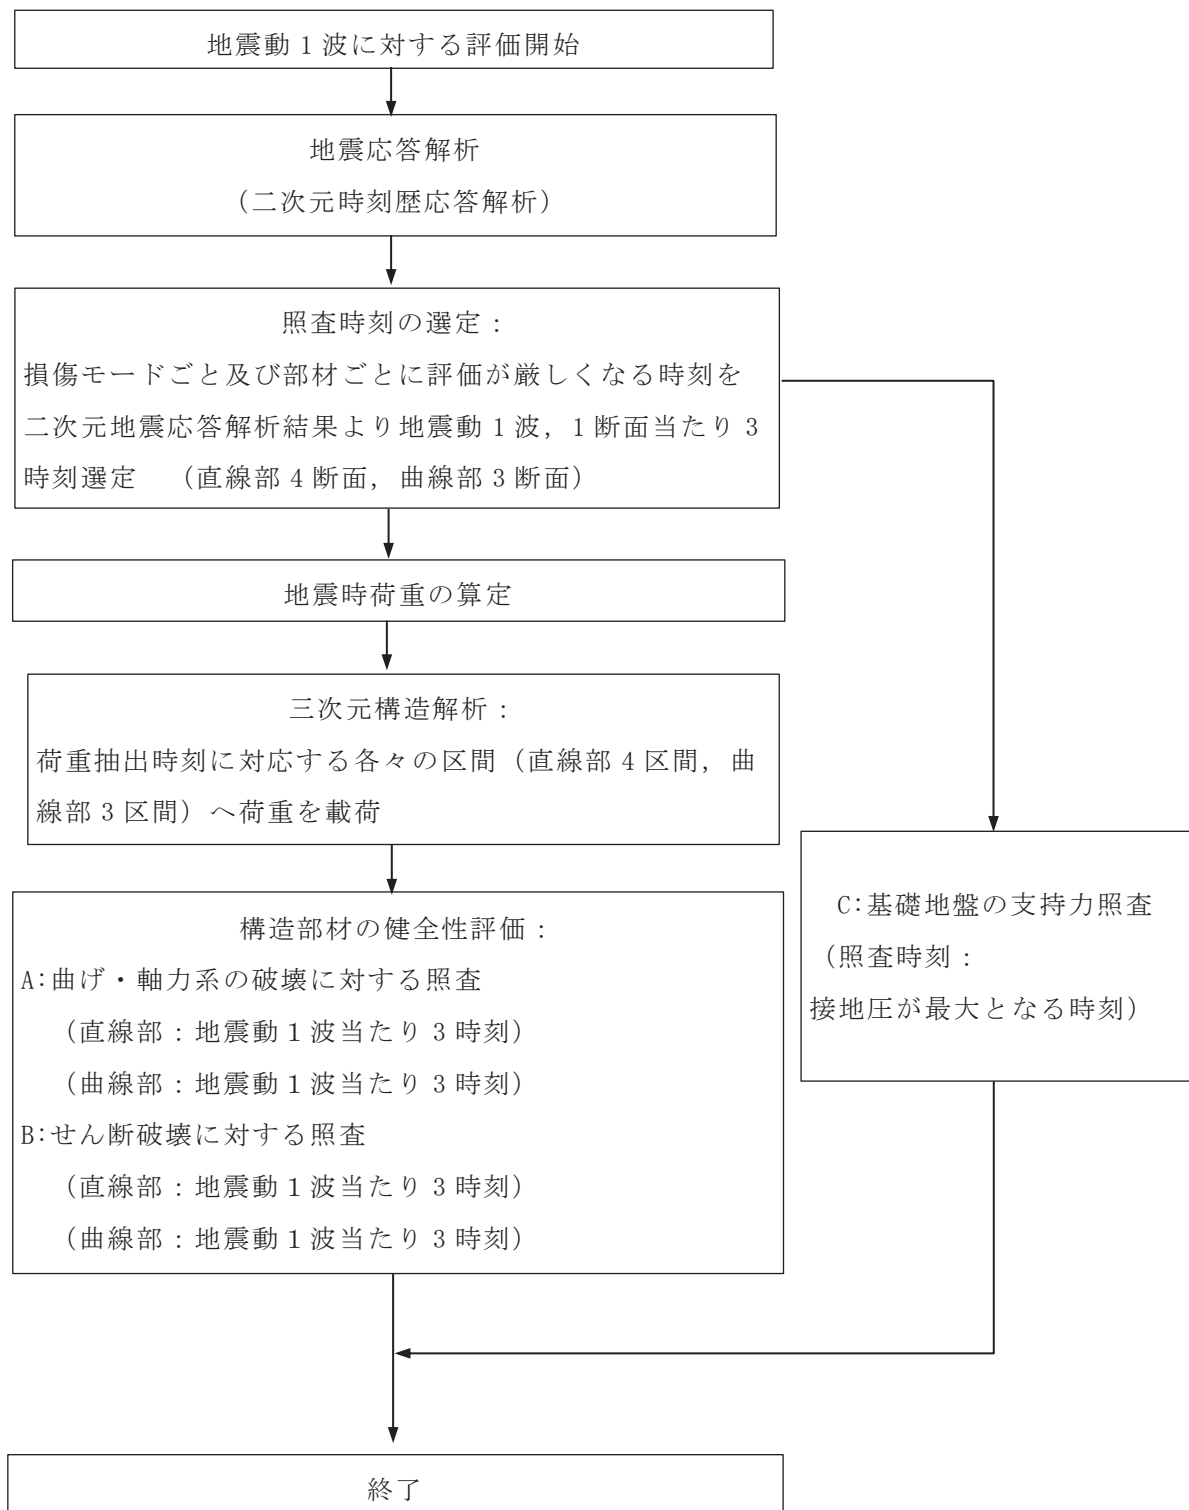 地震動1波に対する評価開始
地震応答解析
(二次元時刻歴応答解析)
照査時刻の選定:
損傷モードごと及び部材ごとに評価が厳しくなる時刻を
二次元地震応答解析結果より地震動1波,1断面当たり3
時刻選定 (直線部4断面,曲線部3断面)
地震時荷重の算定
三次元構造解析:
荷重抽出時刻に対応する各々の区間(直線部4区間,曲
線部3区間)へ荷重を載荷
構造部材の健全性評価:
A:曲げ・軸力系の破壊に対する照査
(直線部:地震動1波当たり3時刻)
(曲線部:地震動1波当たり3時刻)
B:せん断破壊に対する照査
(直線部:地震動1波当たり3時刻)
(曲線部:地震動1波当たり3時刻)
C:基礎地盤の支持力照査
(照査時刻:
接地圧が最大となる時刻)
終了